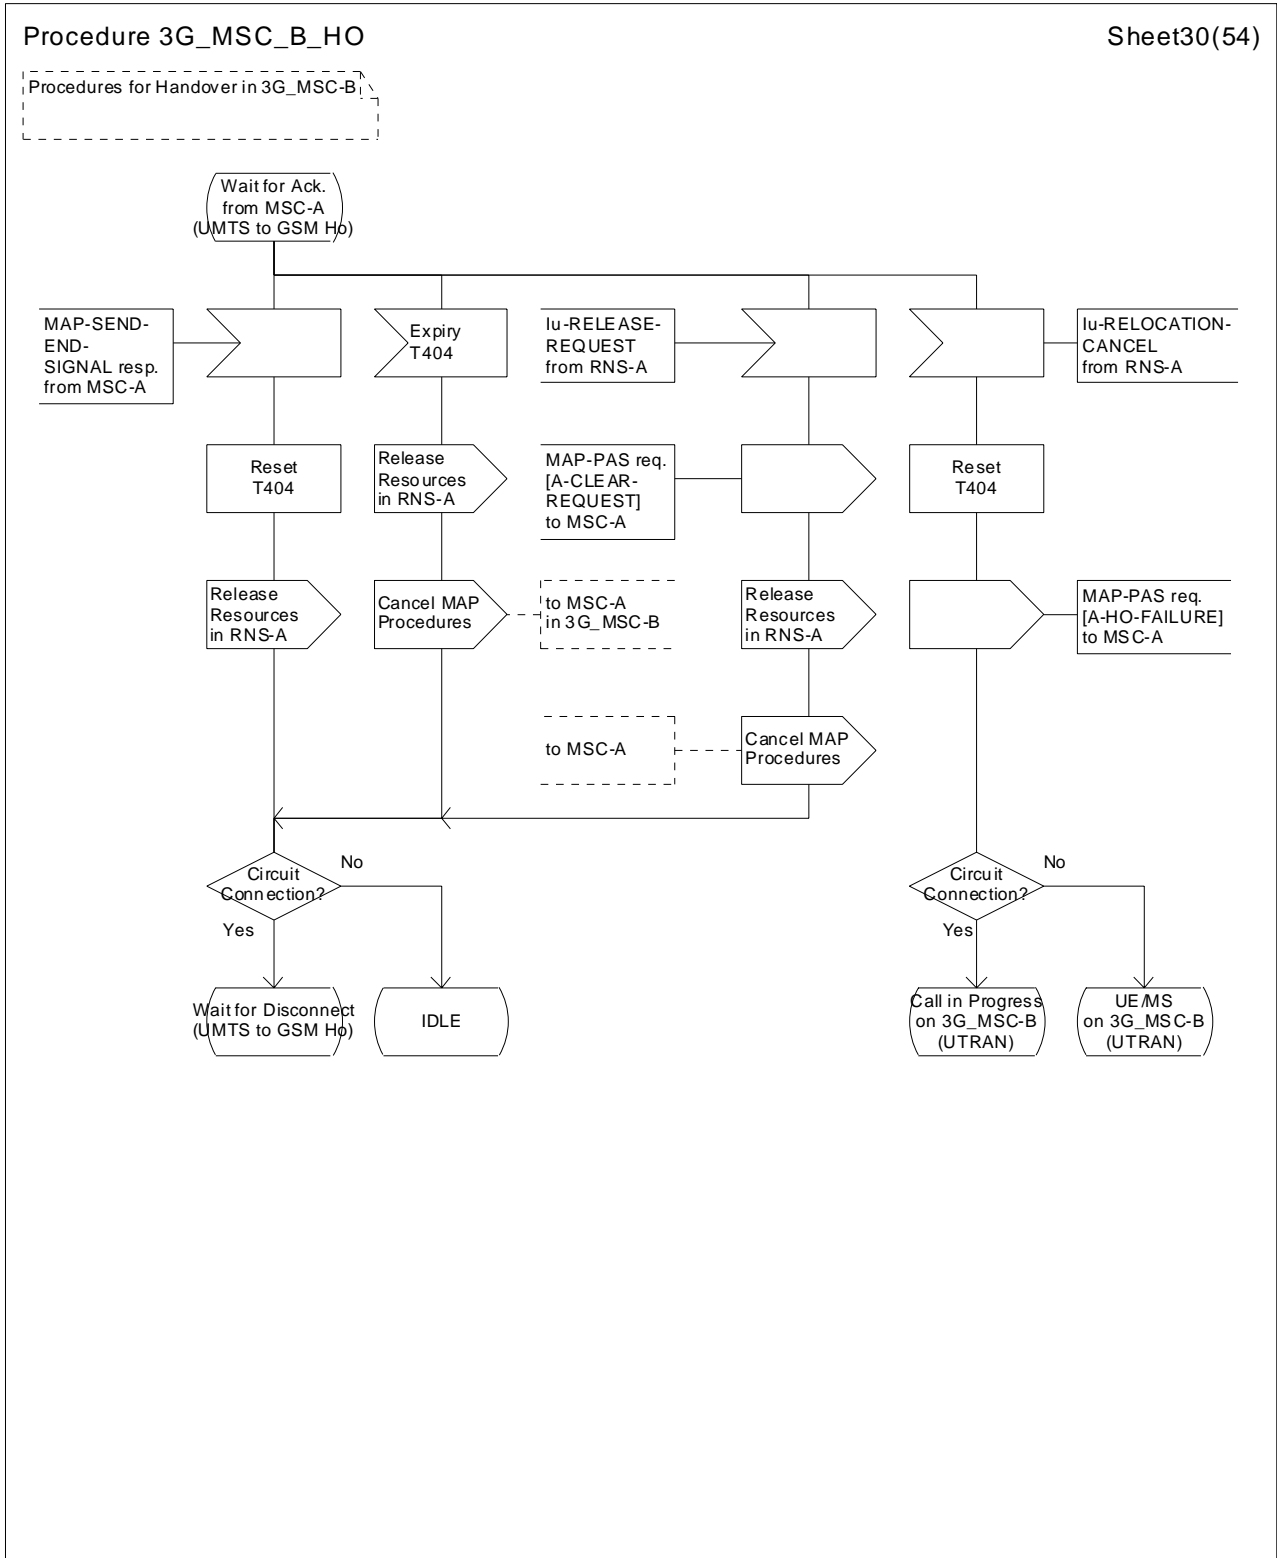 Procedure 3G_MSC_B_HO
Sheet30(54)
Procedures for Handover in 3G_MSC-B
Wait for Ack.
from MSC-A
(UMTS to GSM Ho)
MAP-SEND-
END-
SIGNAL resp.
from MSC-A
Expiry
T404
Iu-RELEASE-
REQUEST
from RNS-A
Iu-RELOCATION-
CANCEL
from RNS-A
Reset
T404
Release
Resources
in RNS-A
MAP-PAS req.
[A-CLEAR-
REQUEST]
to MSC-A
Reset
T404
Release
Resources
in RNS-A
Cancel MAP
Procedures
to MSC-A
in 3G_MSC-B
Release
Resources
in RNS-A
MAP-PAS req.
[A-HO-FAILURE]
to MSC-A
to MSC-A
Cancel MAP
Procedures
Circuit
Connection?
No
Yes
Circuit
Connection?
No
Yes
Wait for Disconnect
(UMTS to GSM Ho)
IDLE
Call in Progress
on 3G_MSC-B
(UTRAN)
UE/MS
on 3G_MSC-B
(UTRAN)